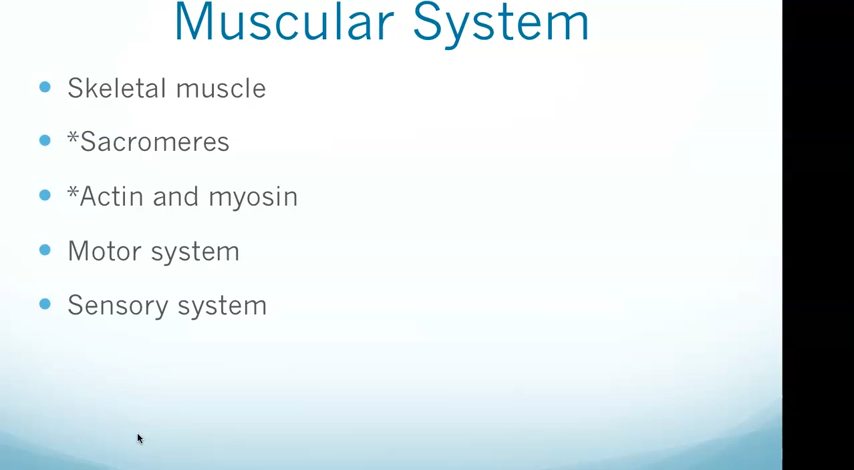 Muscular System
Skeletal muscle
*Sacromeres
*Actin and myosin
Motor system
Sensory system